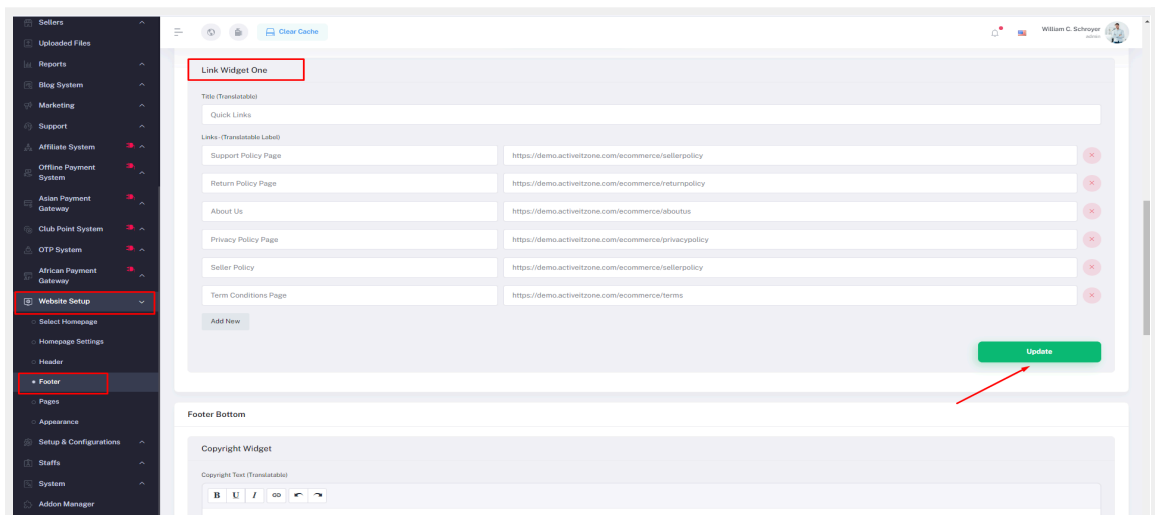 Sellers
Uploaded Files
Reports
Blog System
Marketing
Support
Affiliate System
Offline Payment
System
Asian Payment
Gateway
Club Point System
OTP System
African Payment
Gateway
Website Setup
Select Homepage
Homepage Settings
Header
Footer
Pages
Appearance
Setup & Configurations
Staffs
System
Addon Manager
Clear Cache
William C. Schroyer
admin
Link Widget One
Title (Translatable)
Quick Links
Links - (Translatable Label)
Support Policy Page https://demo.activeitzone.com/ecommerce/sellerpolicy
Return Policy Page https://demo.activeitzone.com/ecommerce/returnpolicy
About Us https://demo.activeitzone.com/ecommerce/aboutus
Privacy Policy Page https://demo.activeitzone.com/ecommerce/privacypolicy
Seller Policy https://demo.activeitzone.com/ecommerce/sellerpolicy
Term Conditions Page https://demo.activeitzone.com/ecommerce/terms
Add New
Update
Footer Bottom
Copyright Widget
Copyright Text (Translatable)
B U I